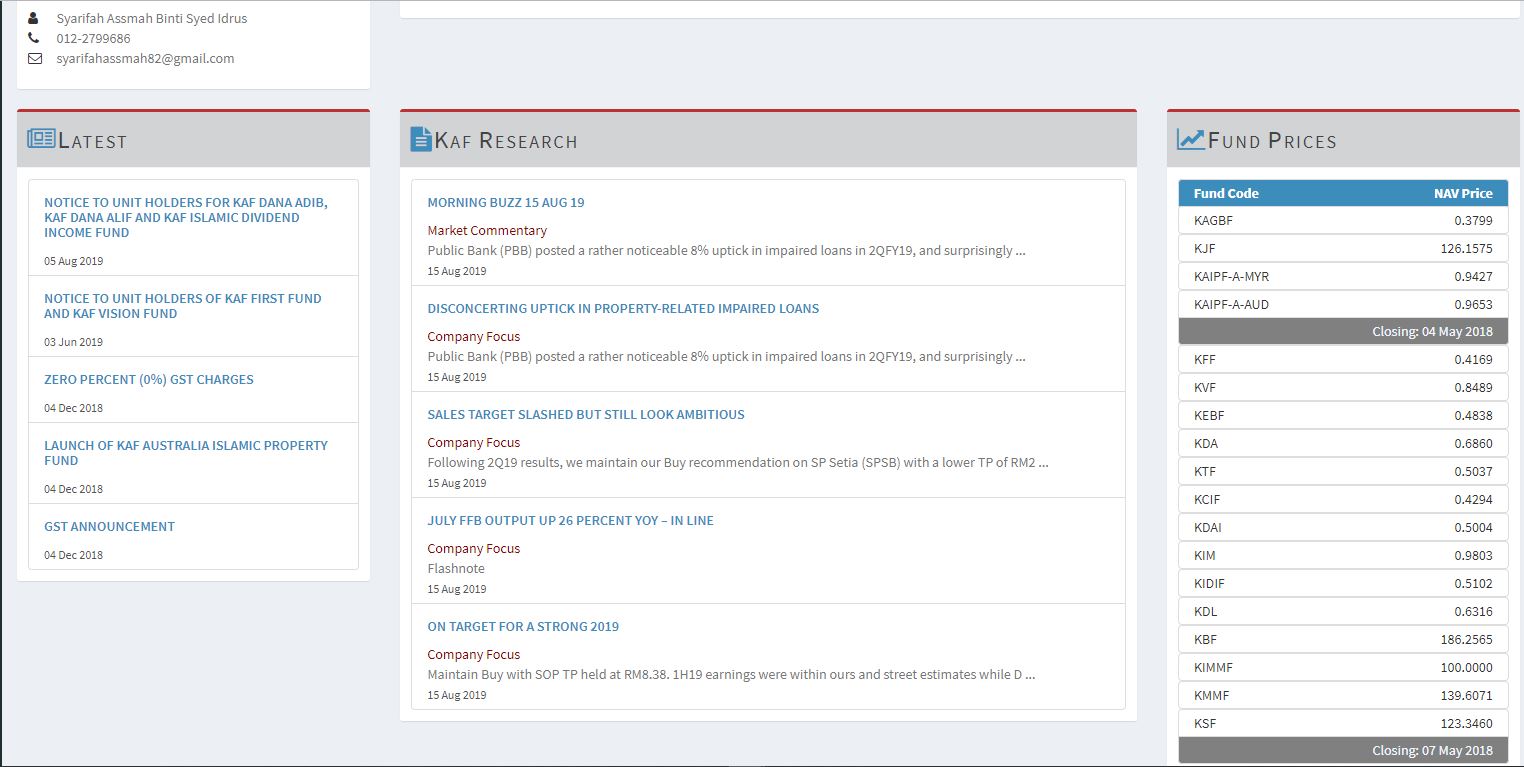 Syarifah Assmah Binti Syed Idrus
012-2799686
syarifahassmah82@gmail.com
Latest
NOTICE TO UNIT HOLDERS FOR KAF DANA ADIB,
KAF DANA ALIF AND KAF ISLAMIC DIVIDEND
INCOME FUND
05 Aug 2019
NOTICE TO UNIT HOLDERS OF KAF FIRST FUND
AND KAF VISION FUND
03 Jun 2019
ZERO PERCENT (0%) GST CHARGES
04 Dec 2018
LAUNCH OF KAF AUSTRALIA ISLAMIC PROPERTY
FUND
04 Dec 2018
GST ANNOUNCEMENT
04 Dec 2018
Kaf Research
MORNING BUZZ 15 AUG 19
Market Commentary
Public Bank (PBB) posted a rather noticeable 8% uptick in impaired loans in 2QFY19, and surprisingly ...
15 Aug 2019
DISCONCERTING UPTICK IN PROPERTY-RELATED IMPAIRED LOANS
Company Focus
Public Bank (PBB) posted a rather noticeable 8% uptick in impaired loans in 2QFY19, and surprisingly ...
15 Aug 2019
SALES TARGET SLASHED BUT STILL LOOK AMBITIOUS
Company Focus
Following 2Q19 results, we maintain our Buy recommendation on SP Setia (SPSB) with a lower TP of RM2 ...
15 Aug 2019
JULY FFB OUTPUT UP 26 PERCENT YOY – IN LINE
Company Focus
Flashnote
15 Aug 2019
ON TARGET FOR A STRONG 2019
Company Focus
Maintain Buy with SOP TP held at RM8.38. 1H19 earnings were within ours and street estimates while D ...
15 Aug 2019
Fund Prices
Fund Code NAV Price
KAGBF 0.3799
KJF 126.1575
KAIPF-A-MYR 0.9427
KAIPF-A-AUD 0.9653
Closing: 04 May 2018
KFF 0.4169
KVF 0.8489
KEBF 0.4838
KDA 0.6860
KTF 0.5037
KCIF 0.4294
KDAI 0.5004
KIM 0.9803
KIDIF 0.5102
KDL 0.6316
KBF 186.2565
KIMMF 100.0000
KMMF 139.6071
KSF 123.3460
Closing: 07 May 2018